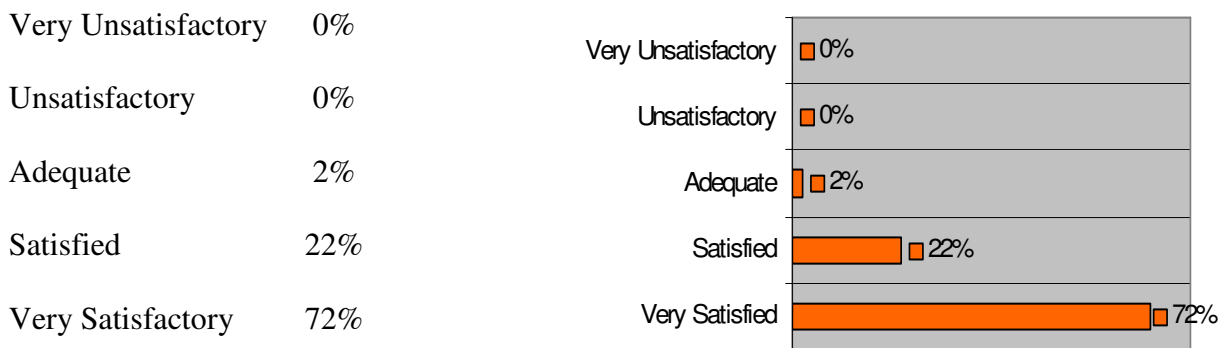 Very Unsatisfactory 0%
Unsatisfactory 0%
Adequate 2%
Satisfied 22%
Very Satisfactory 72%
Very Unsatisfactory 0%
Unsatisfactory 0%
Adequate 2%
Satisfied 22%
Very Satisfied 72%